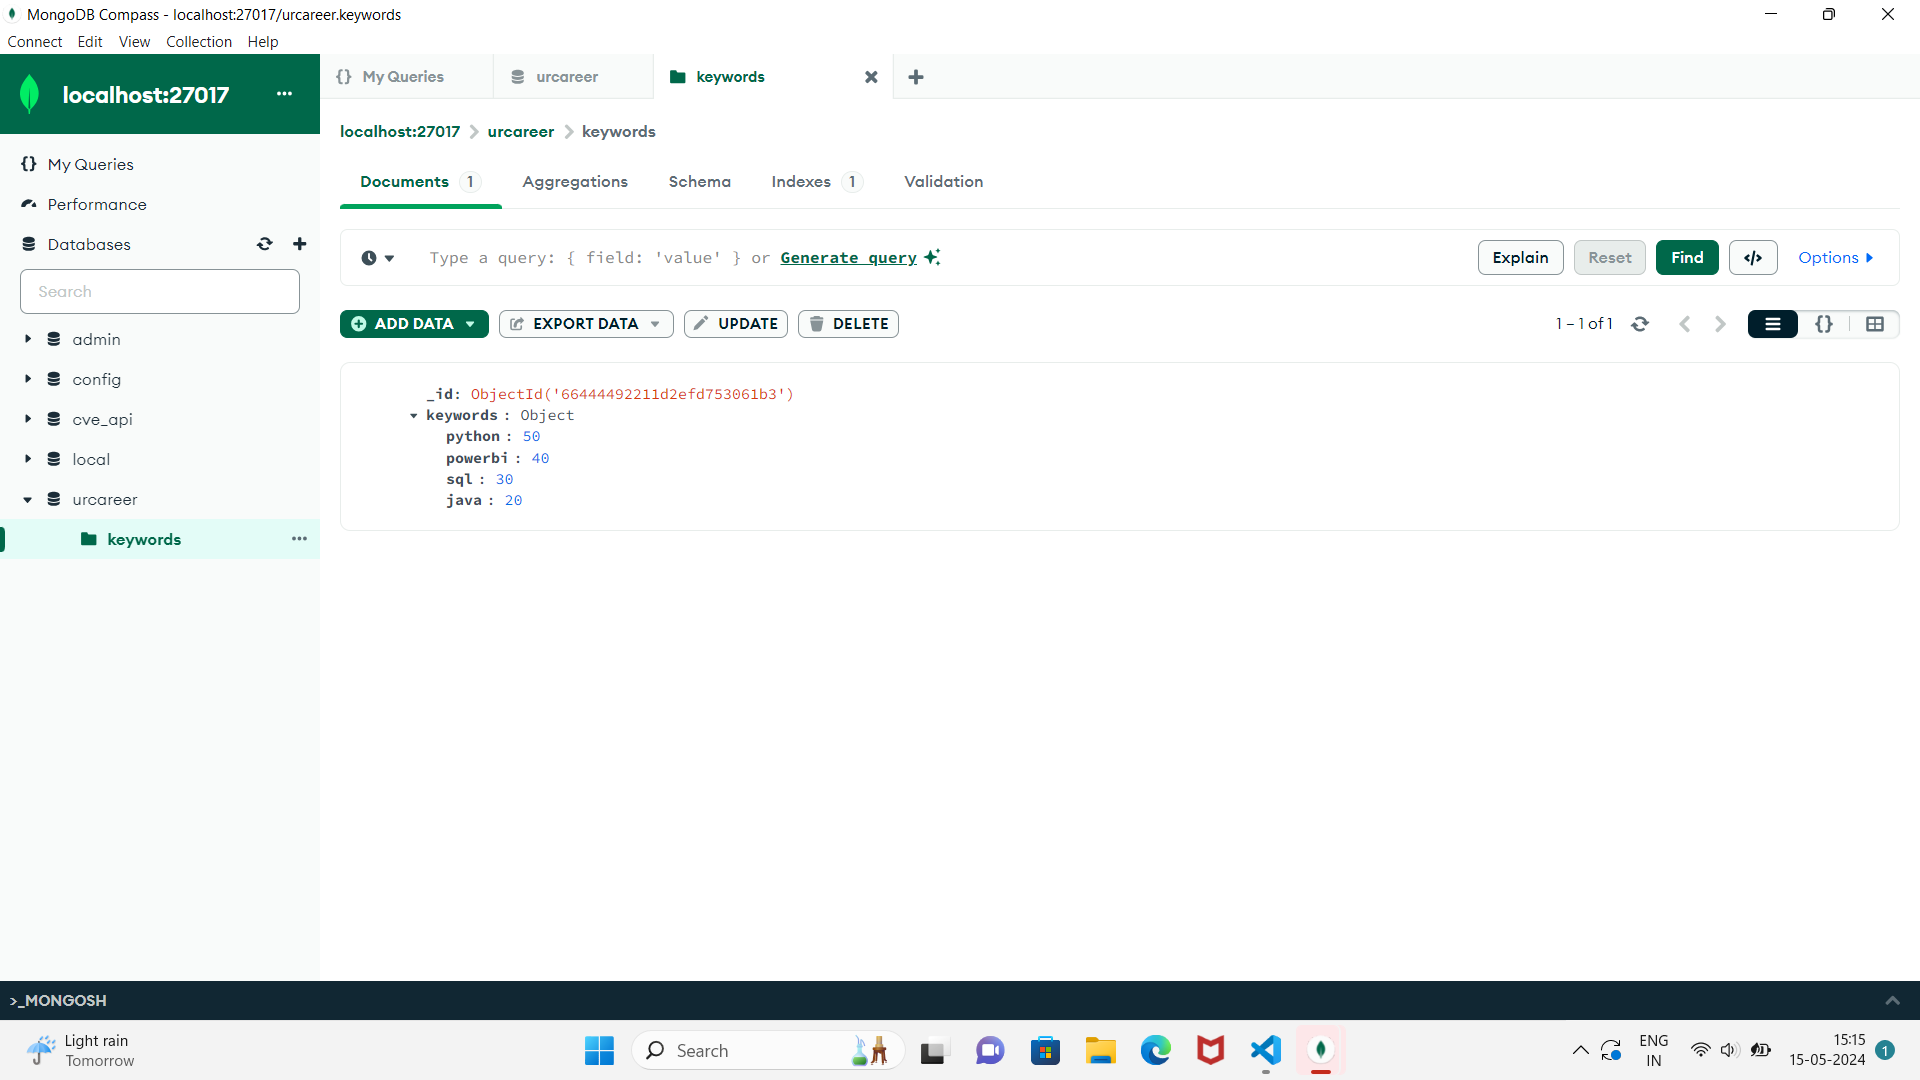 MongoDB Compass - localhost:27017/urcareer.keywords
Connect Edit View Collection Help
localhost:27017 ...
{} My Queries
Performance
Databases
Search
admin
config
cve_api
local
urcareer
keywords ...
{} My Queries urcareer keywords
localhost:27017 > urcareer > keywords
Documents 1 Aggregations Schema Indexes 1 Validation
Type a query: { field: 'value' } or Generate query Explain Reset Find </> Options
ADD DATA EXPORT DATA UPDATE DELETE 1 – 1 of 1 {}
_id: ObjectId('66444492211d2efd753061b3')
keywords : Object
python : 50
powerbi : 40
sql : 30
java : 20
>_MONGOSH
Light rain
Tomorrow
Search
ENG
IN
15:15
15-05-2024
1